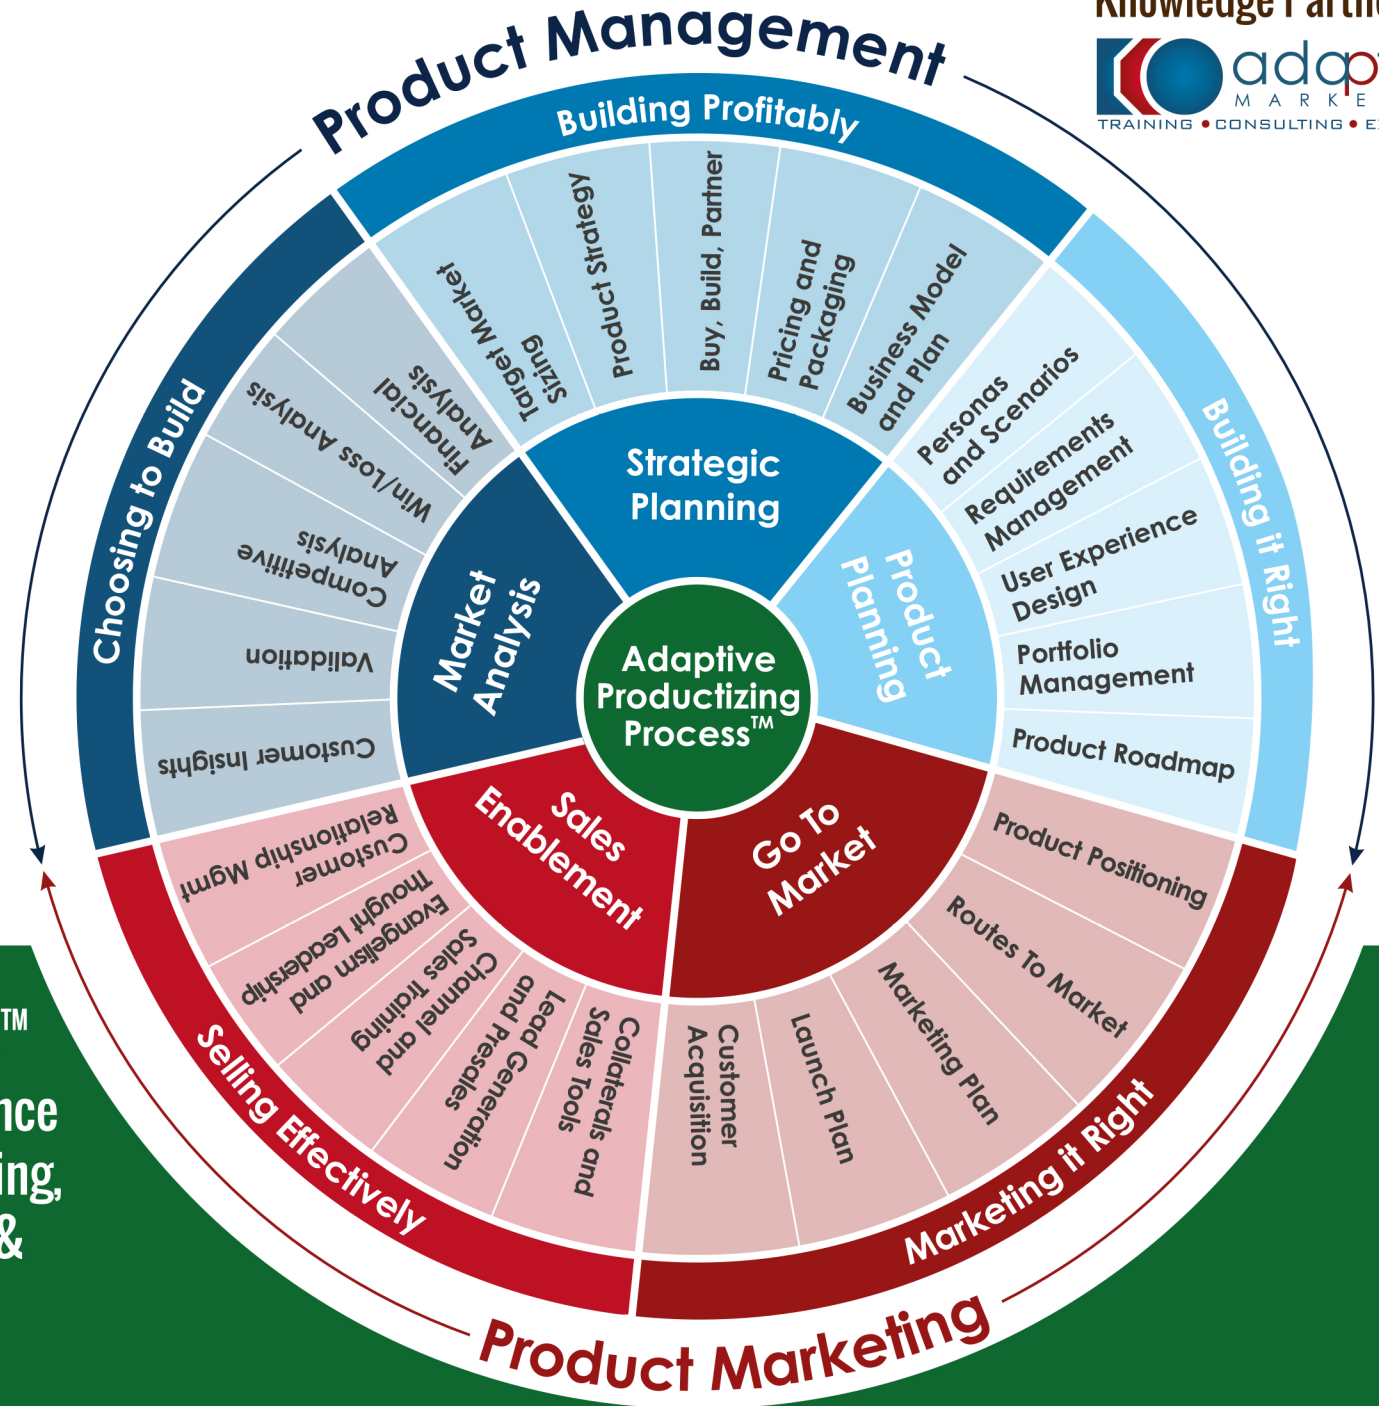 Product Management
Knowledge
MARKE
TRAINING • CONSULTING •
Building Profitably
Target Market
Sizing
Product Strategy
Buy, Build, Partner
Pricing and
Packaging
Business Model
and Plan
Strategic
Planning
Building it Right
Personas
and Scenarios
Requirements
Management
User Experience
Design
Portfolio
Management
Product Roadmap
Product
Planning
Choosing to Build
Financial
Analysis
Win/Loss Analysis
Competitive
Analysis
Validation
Customer Insights
Market
Analysis
Adaptive
Productizing
Process™
Go To
Market
Product Positioning
Routes To Market
Marketing Plan
Launch Plan
Customer
Acquisition
Marketing it Right
Sales
Enablement
Customer
Relationship Mgmt
Evangelism and
Thought Leadership
Channel and
Sales Training
Lead Generation
and Presales
Collaterals and
Sales Tools
Selling Effectively
Product Marketing
TM
nce
ing,
&